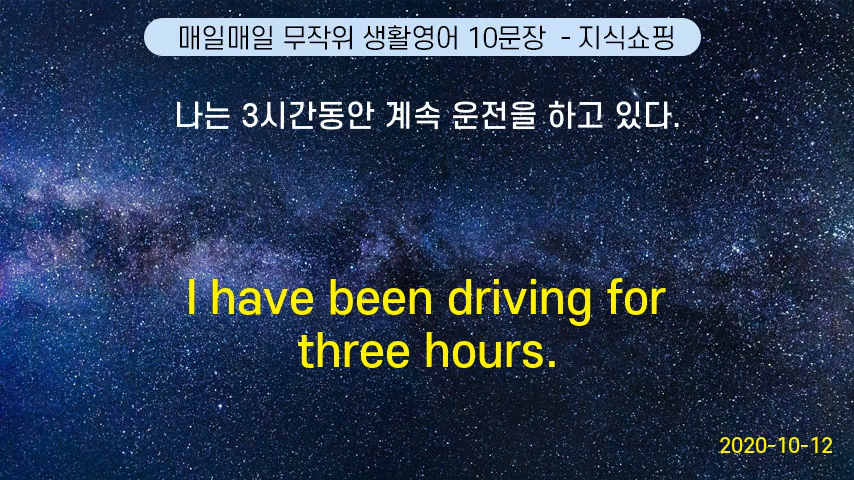 매일매일 무작위 생활영어 10문장 - 지식쇼핑
나는 3시간동안 계속 운전을 하고 있다.
I have been driving for
three hours.
2020-10-12